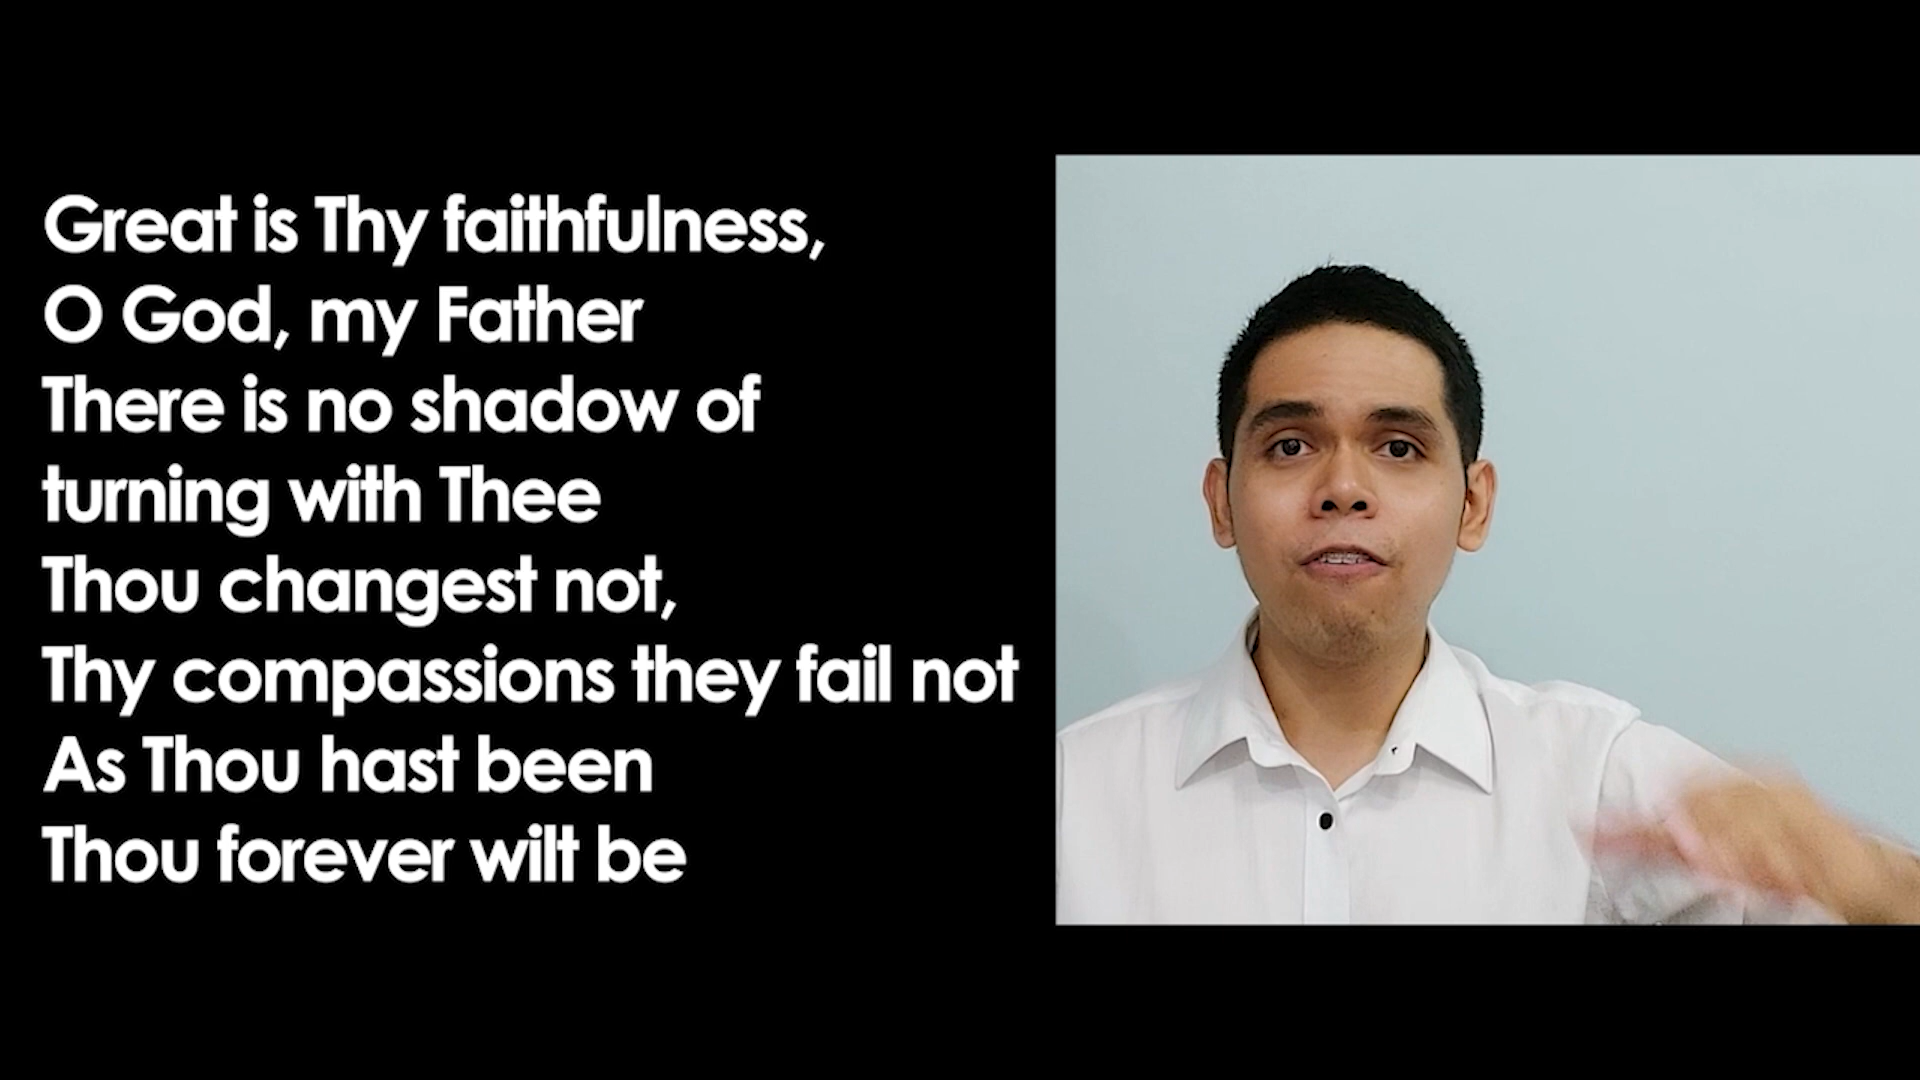 Great is Thy faithfulness,
O God, my Father
There is no shadow of
turning with Thee
Thou changest not,
Thy compassions they fail not
As Thou hast been
Thou forever wilt be